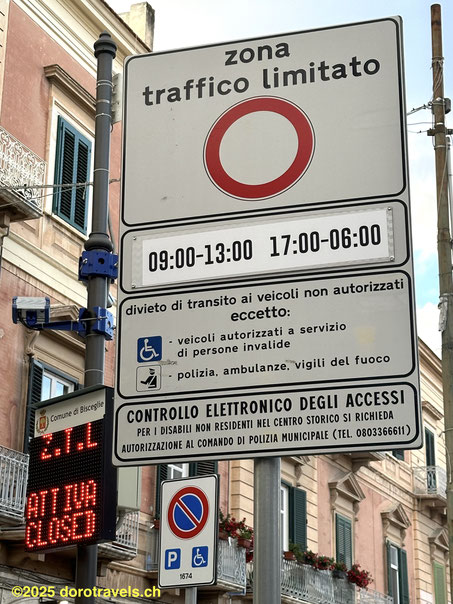 zona
traffico limitato
09:00-13:00 17:00-06:00
divieto di transito ai veicoli non autorizzati
eccetto:
- veicoli autorizzati a servizio
di persone invalide
- polizia, ambulanze, vigili del fuoco
CONTROLLO ELETTRONICO DEGLI ACCESSI
PER I DISABILI NON RESIDENTI NEL CENTRO STORICO SI RICHIEDA
AUTORIZZAZIONE AL COMANDO DI POLIZIA MUNICIPALE (TEL. 0803366611)
Comune di Bisceglie
Z.T.L
ATTIVA
CLOSED
P
1674
©2025 dorotravels.ch
©2025 dorotravels.ch